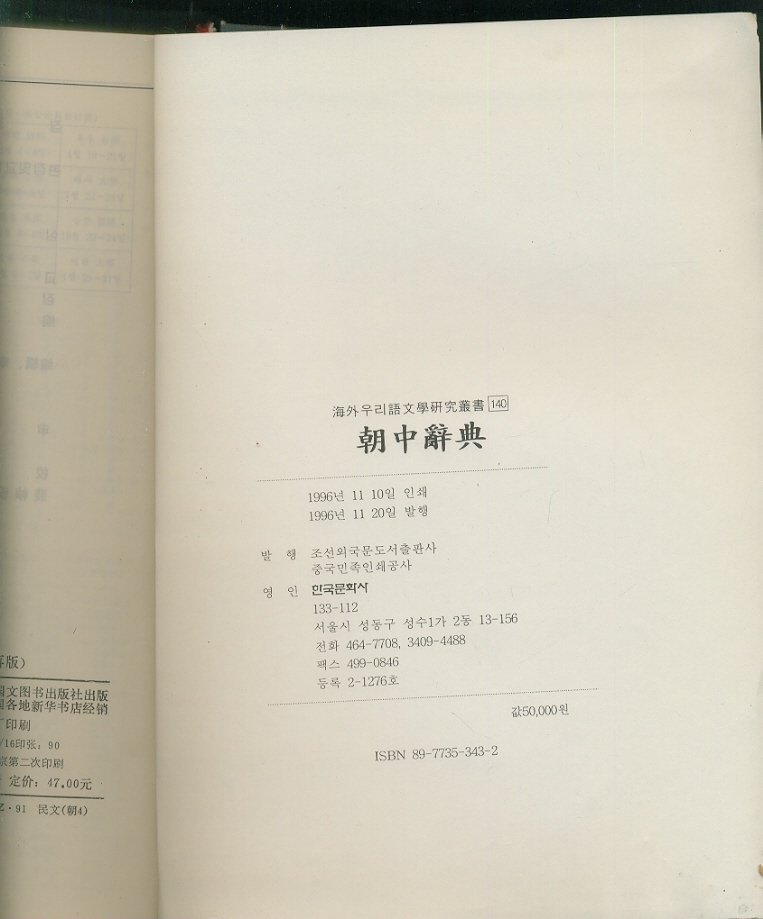 海外우리語文學硏究叢書 140
朝中辭典
1996년 11 10일 인쇄
1996년 11 20일 발행
발 행 조선외국문도서출판사
중국민족인쇄공사
영 인 한국문화사
133-112
서울시 성동구 성수1가 2동 13-156
전화 464-7708, 3409-4488
팩스 499-0846
등록 2-1276호
값50,000원
ISBN 89-7735-343-2
版)
国文图书出版社出版
各地新华书店经销
印刷
/16印张: 90
第二次印刷
定价: 47.00元
·91 民文(朝4)